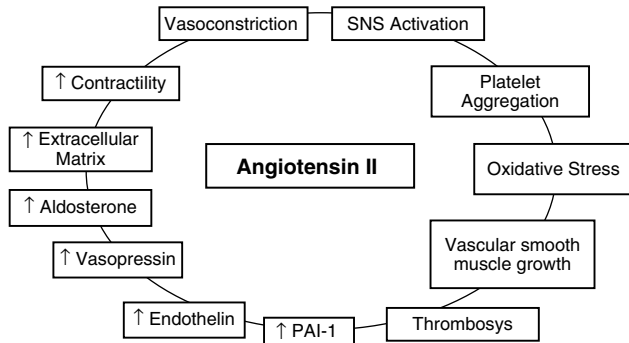 Vasoconstriction
SNS Activation
↑ Contractility
Platelet
Aggregation
↑ Extracellular
Matrix
Angiotensin II
Oxidative Stress
↑ Aldosterone
↑ Vasopressin
Vascular smooth
muscle growth
↑ Endothelin
↑ PAI-1
Thrombosys